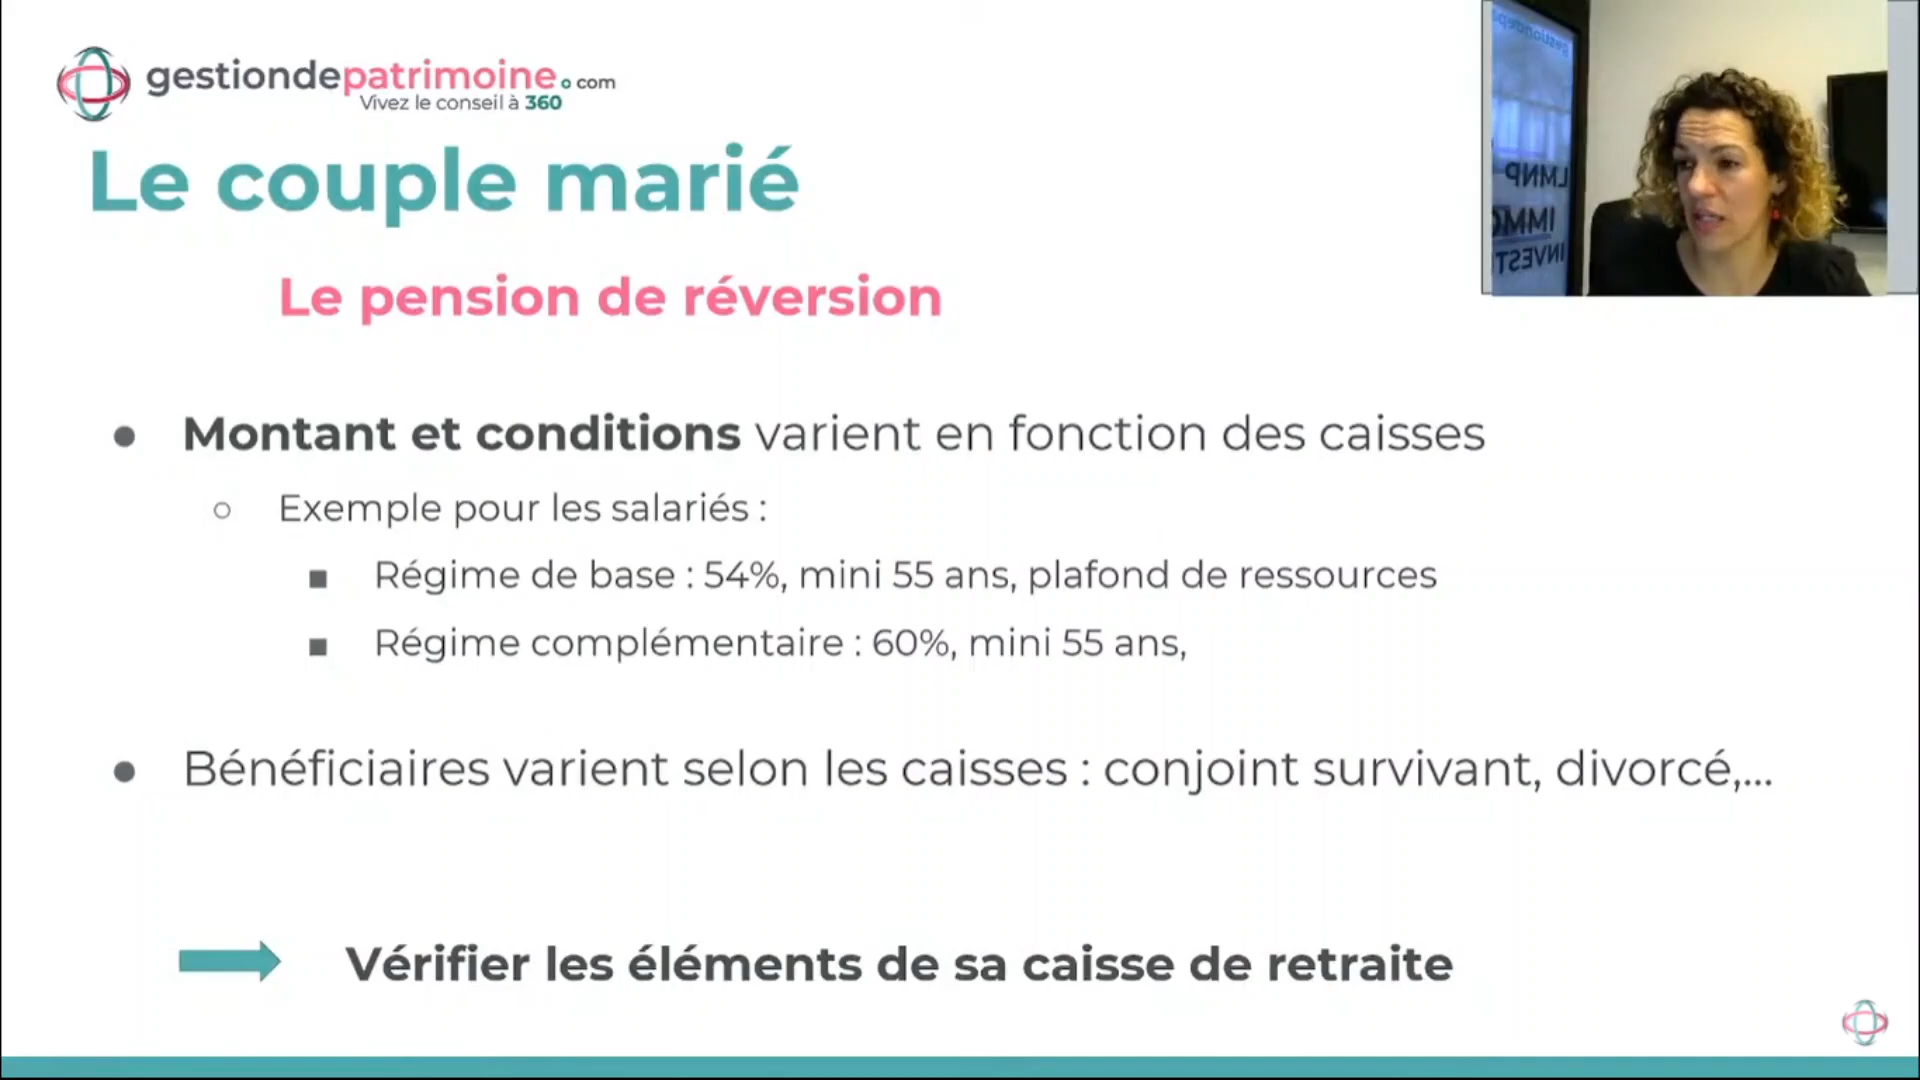 gestiondepatrimoine.com
Vivez le conseil à 360
Le couple marié
Le pension de réversion
● Montant et conditions varient en fonction des caisses
○ Exemple pour les salariés :
■ Régime de base : 54%, mini 55 ans, plafond de ressources
■ Régime complémentaire : 60%, mini 55 ans,
● Bénéficiaires varient selon les caisses : conjoint survivant, divorcé,...
Vérifier les éléments de sa caisse de retraite
LMNP
IMMO
INVEST